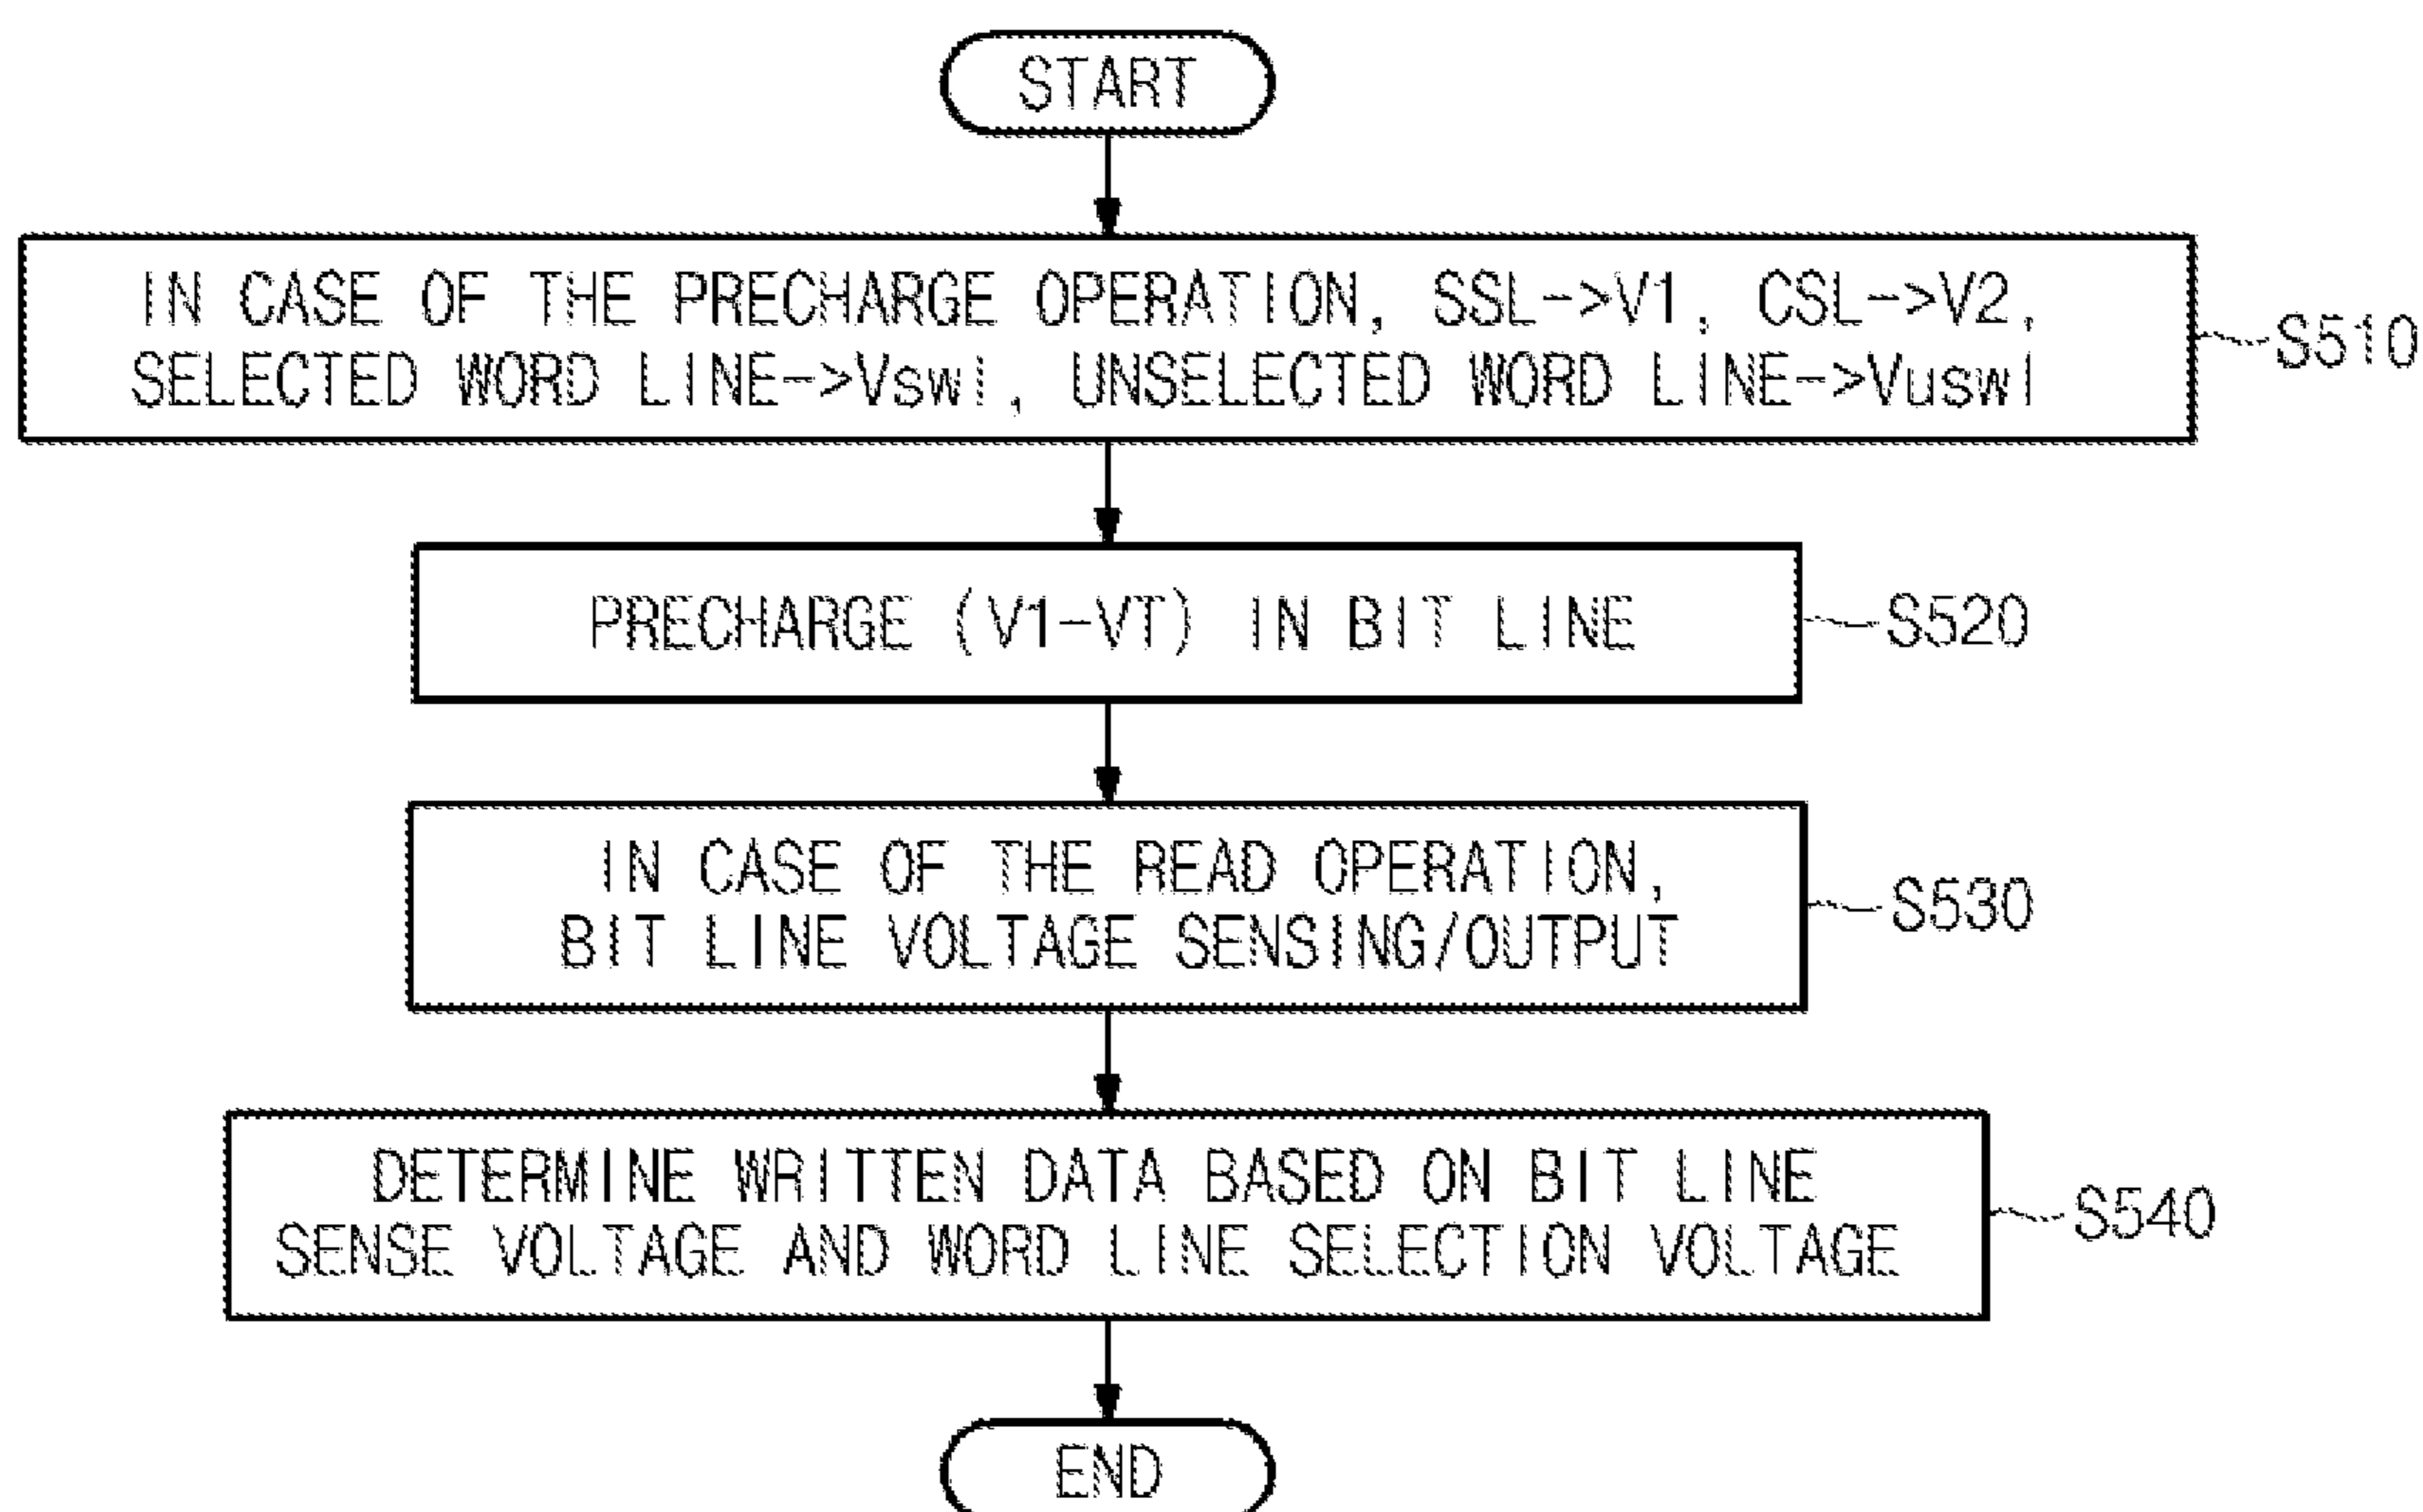 START
IN CASE OF THE PRECHARGE OPERATION, SSL->V1, CSL->V2,
SELECTED WORD LINE->Vswl, UNSELECTED WORD LINE->Vuswl
S510
PRECHARGE (V1-VT) IN BIT LINE
S520
IN CASE OF THE READ OPERATION,
BIT LINE VOLTAGE SENSING/OUTPUT
S530
DETERMINE WRITTEN DATA BASED ON BIT LINE
SENSE VOLTAGE AND WORD LINE SELECTION VOLTAGE
S540
END